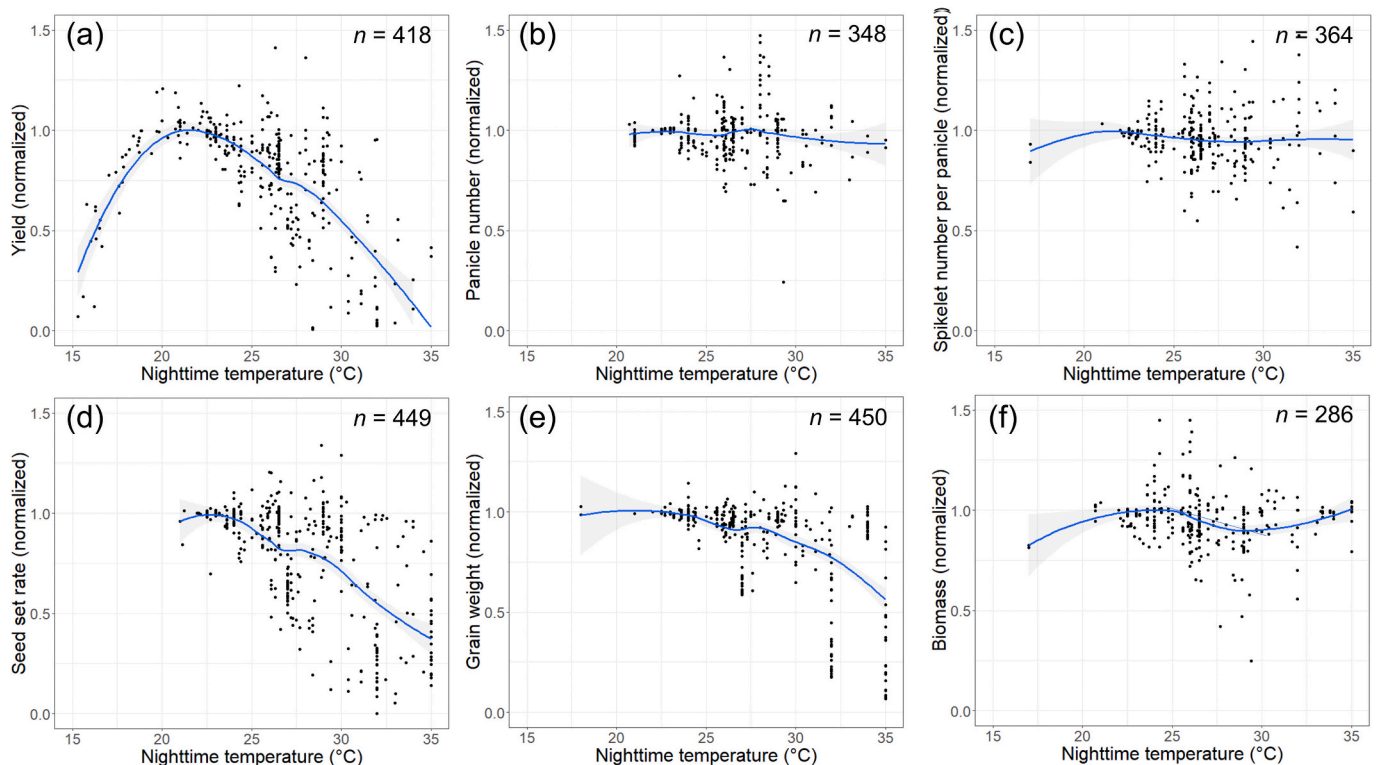 (a)
n = 418
Yield (normalized)
1.5
1.0
0.5
0.0
15 20 25 30 35
Nighttime temperature (°C)
(b)
n = 348
Panicle number (normalized)
1.5
1.0
0.5
0.0
15 20 25 30 35
Nighttime temperature (°C)
(c)
n = 364
Spikelet number per panicle (normalized)
1.5
1.0
0.5
0.0
15 20 25 30 35
Nighttime temperature (°C)
(d)
n = 449
Seed set rate (normalized)
1.5
1.0
0.5
0.0
15 20 25 30 35
Nighttime temperature (°C)
(e)
n = 450
Grain weight (normalized)
1.5
1.0
0.5
0.0
15 20 25 30 35
Nighttime temperature (°C)
(f)
n = 286
Biomass (normalized)
1.5
1.0
0.5
0.0
15 20 25 30 35
Nighttime temperature (°C)